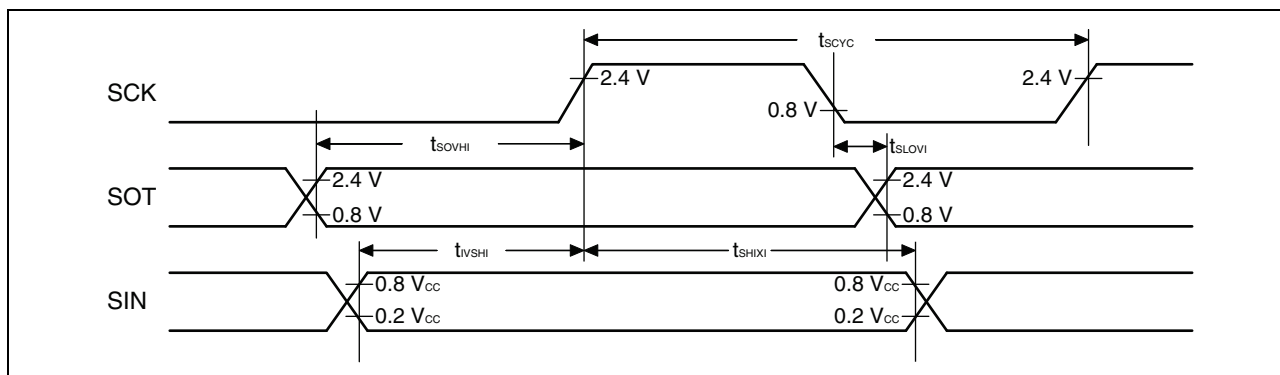 tSCYC
SCK
2.4 V
2.4 V
0.8 V
tSOVHI
tSLOVI
SOT
2.4 V
2.4 V
0.8 V
0.8 V
tIVSHI
tSHIXI
SIN
0.8 VCC
0.8 VCC
0.2 VCC
0.2 VCC